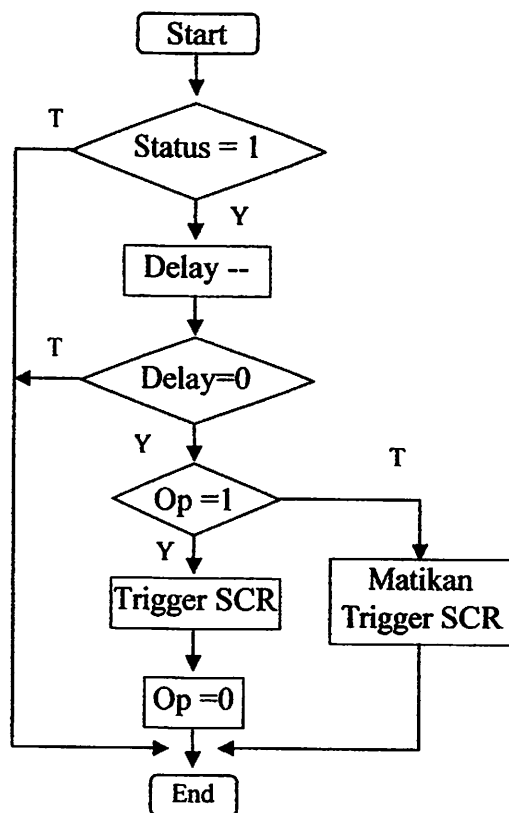 Start
T
Status = 1
Y
Delay --
T
Delay=0
Y
T
Op =1
Y
Trigger SCR
Matikan
Trigger SCR
Op =0
End